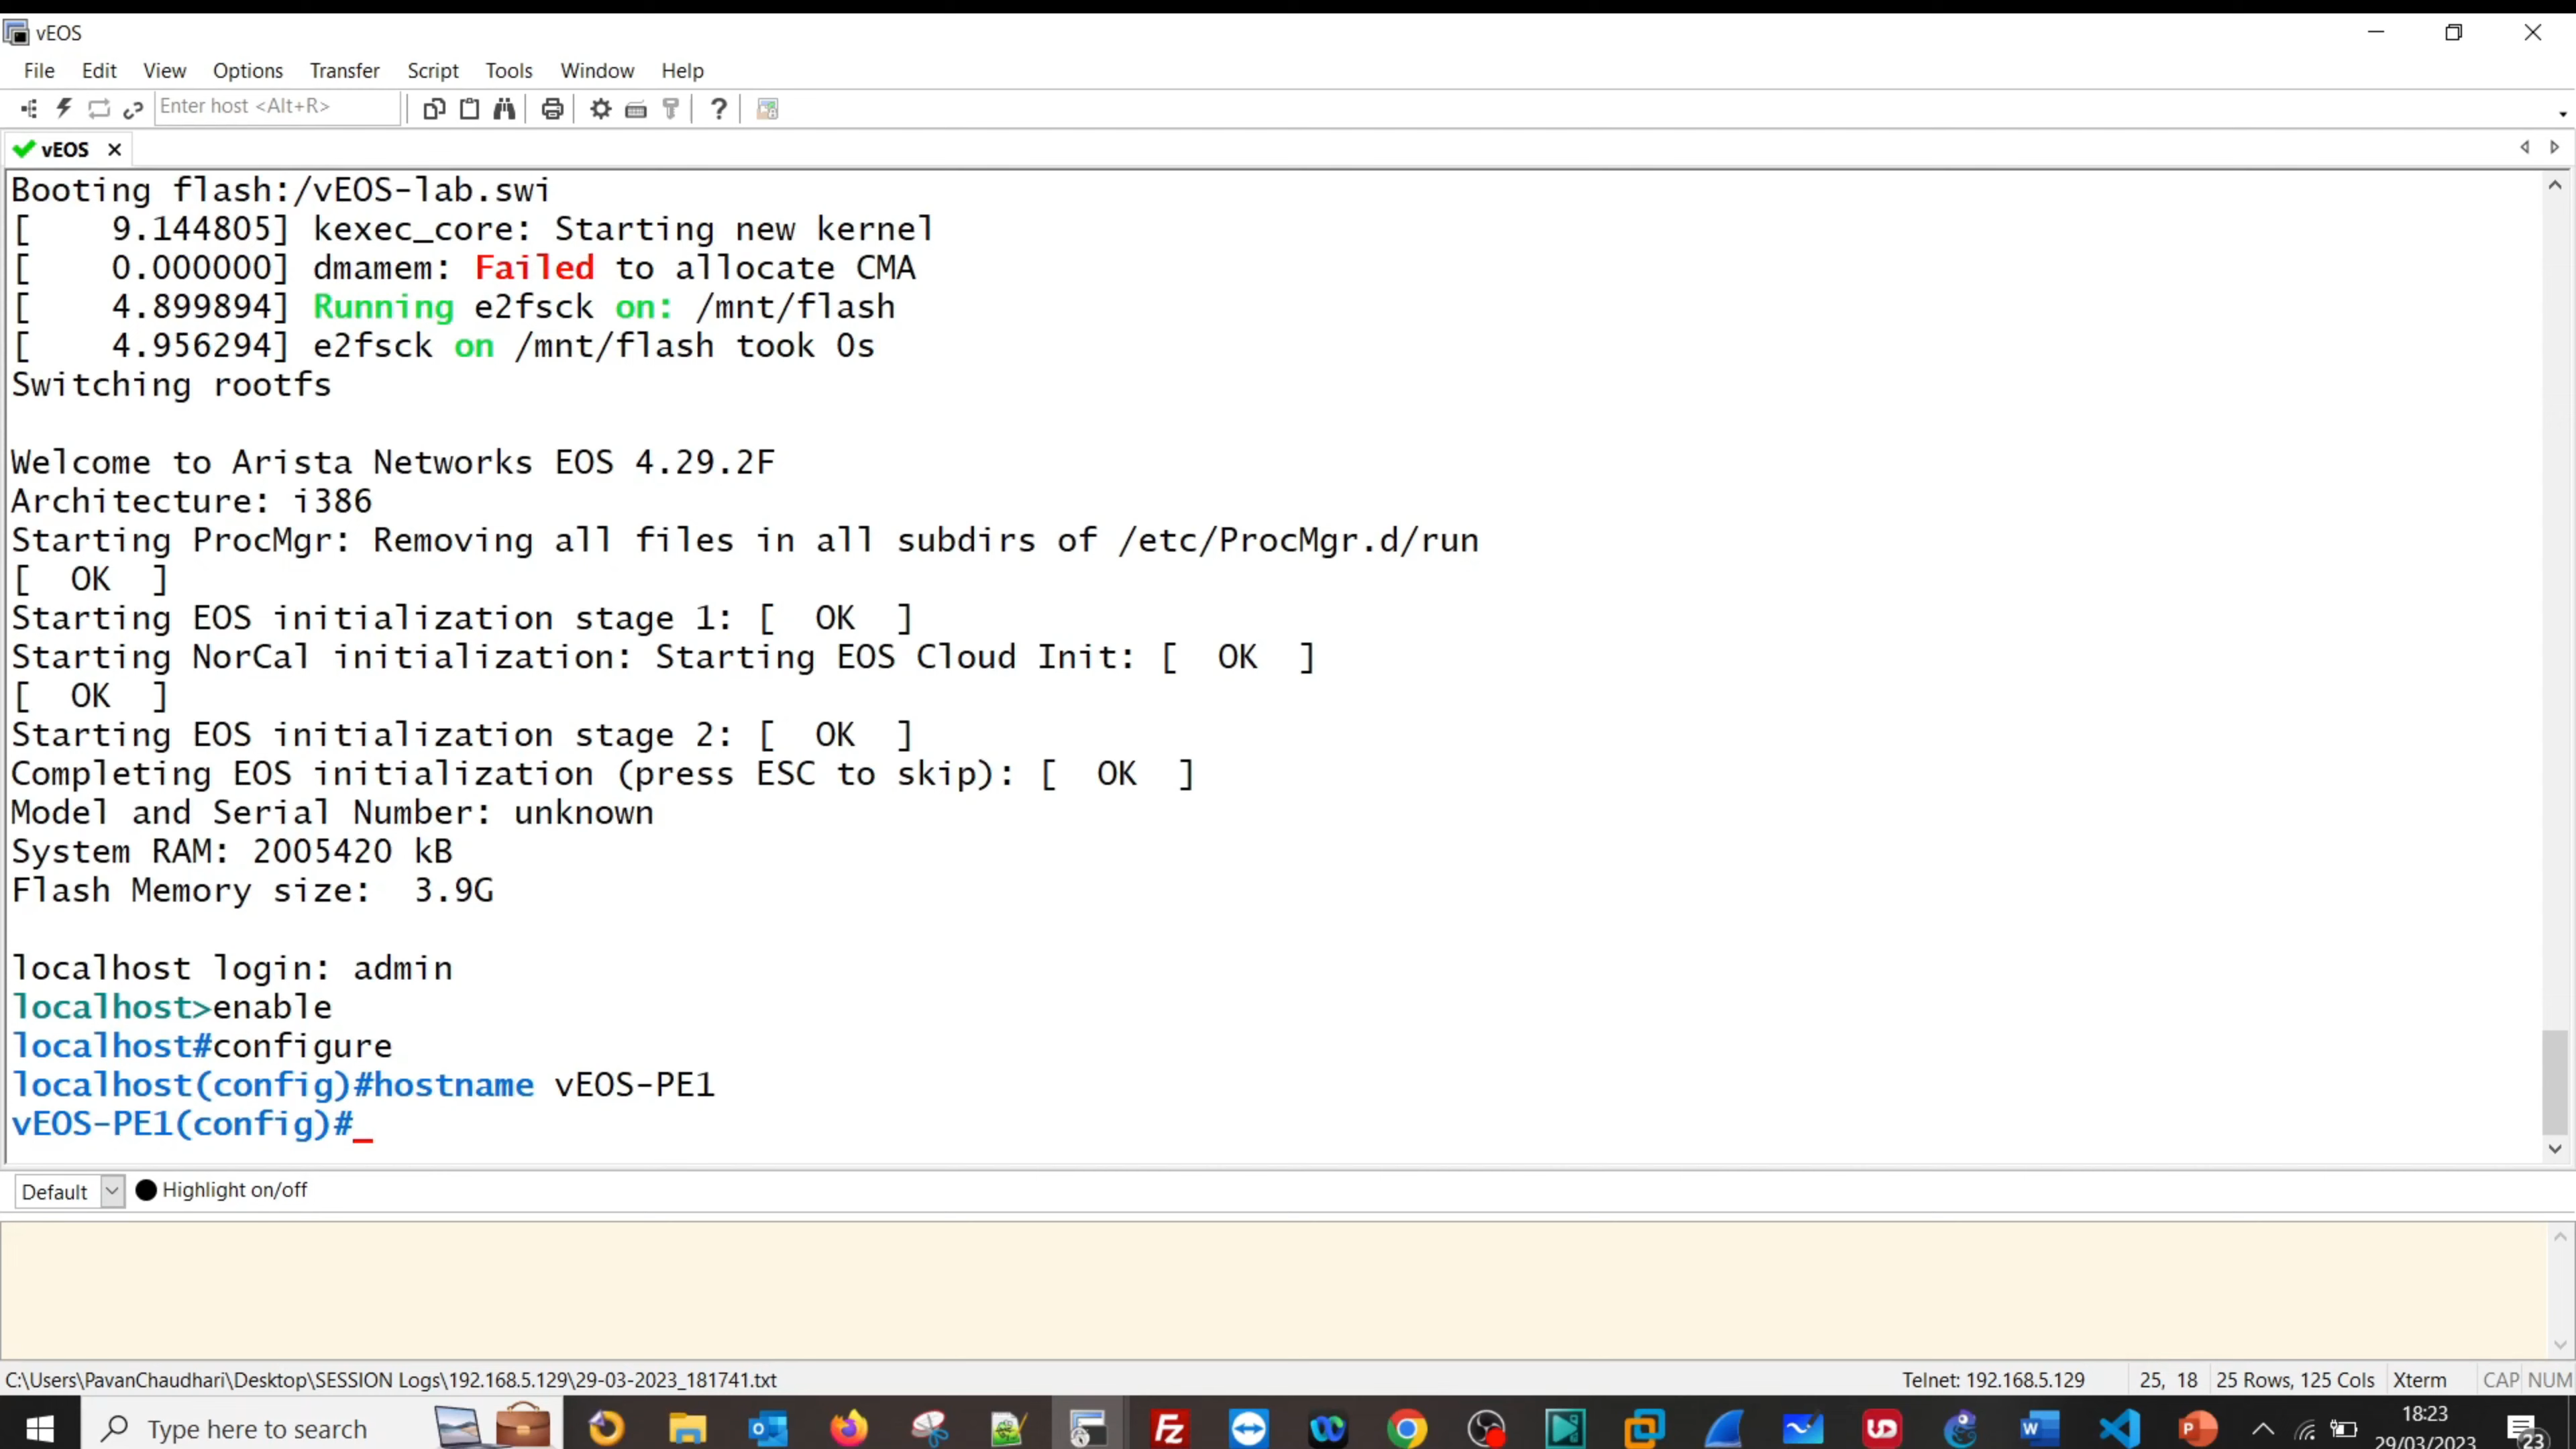 vEOS
File Edit View Options Transfer Script Tools Window Help
Enter host <Alt+R>
vEOS
Booting flash:/vEOS-lab.swi
[    9.144805] kexec_core: Starting new kernel
[    0.000000] dmamem: Failed to allocate CMA
[    4.899894] Running e2fsck on: /mnt/flash
[    4.956294] e2fsck on /mnt/flash took 0s
Switching rootfs
Welcome to Arista Networks EOS 4.29.2F
Architecture: i386
Starting ProcMgr: Removing all files in all subdirs of /etc/ProcMgr.d/run
[  OK  ]
Starting EOS initialization stage 1: [  OK  ]
Starting NorCal initialization: Starting EOS Cloud Init: [  OK  ]
[  OK  ]
Starting EOS initialization stage 2: [  OK  ]
Completing EOS initialization (press ESC to skip): [  OK  ]
Model and Serial Number: unknown
System RAM: 2005420 kB
Flash Memory size:  3.9G
localhost login: admin
localhost>enable
localhost#configure
localhost(config)#hostname vEOS-PE1
vEOS-PE1(config)#_
Default Highlight on/off
C:\Users\PavanChaudhari\Desktop\SESSION Logs\192.168.5.129\29-03-2023_181741.txt Telnet: 192.168.5.129 25, 18 25 Rows, 125 Cols Xterm CAP NUM
Type here to search
18:23
29/03/2023
23